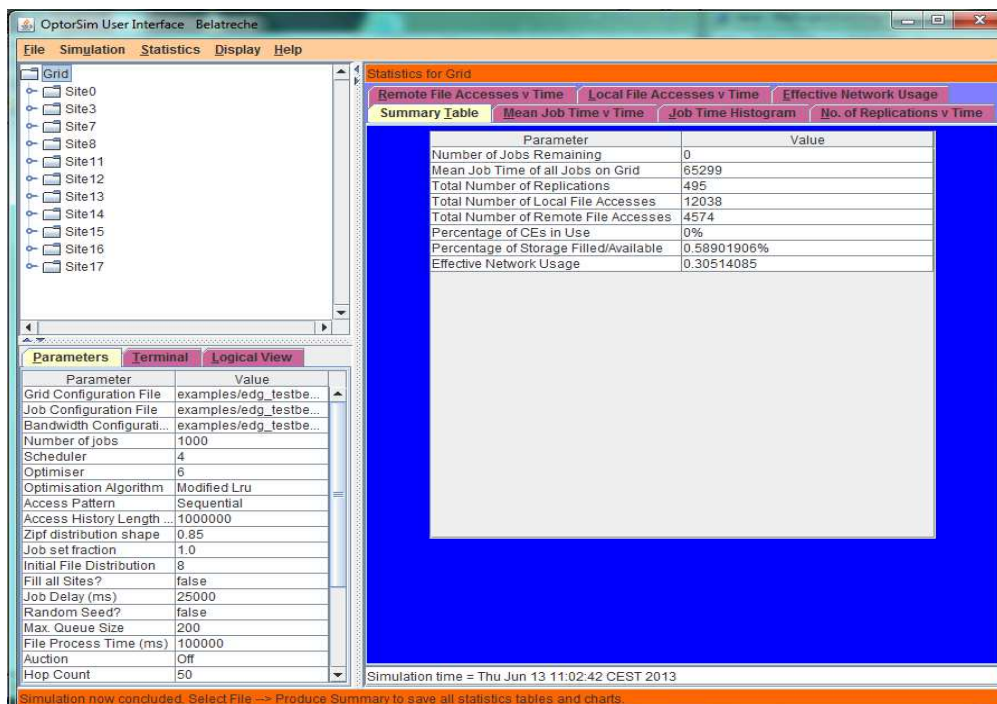 OptorSim User Interface Belatreche
File Simulation Statistics Display Help
Grid
Site0
Site3
Site7
Site8
Site11
Site12
Site13
Site14
Site15
Site16
Site17
Parameters Terminal Logical View
Parameter Value
Grid Configuration File examples/edg_testbe...
Job Configuration File examples/edg_testbe...
Bandwidth Configurati... examples/edg_testbe...
Number of jobs 1000
Scheduler 4
Optimiser 6
Optimisation Algorithm Modified Lru
Access Pattern Sequential
Access History Length ... 1000000
Zipf distribution shape 0.85
Job set fraction 1.0
Initial File Distribution 8
Fill all Sites? false
Job Delay (ms) 25000
Random Seed? false
Max. Queue Size 200
File Process Time (ms) 100000
Auction Off
Hop Count 50
Statistics for Grid
Remote File Accesses v Time Local File Accesses v Time Effective Network Usage
Summary Table Mean Job Time v Time Job Time Histogram No. of Replications v Time
Parameter Value
Number of Jobs Remaining 0
Mean Job Time of all Jobs on Grid 65299
Total Number of Replications 495
Total Number of Local File Accesses 12038
Total Number of Remote File Accesses 4574
Percentage of CEs in Use 0%
Percentage of Storage Filled/Available 0.58901906%
Effective Network Usage 0.30514085
Simulation time = Thu Jun 13 11:02:42 CEST 2013
Simulation now concluded. Select File --> Produce Summary to save all statistics tables and charts.